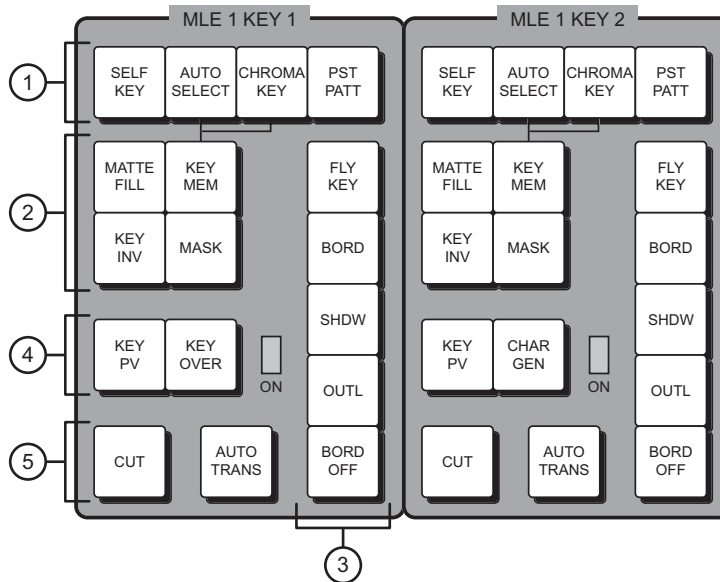 MLE 1 KEY 1
MLE 1 KEY 2
1
SELF KEY
AUTO SELECT
CHROMA KEY
PST PATT
SELF KEY
AUTO SELECT
CHROMA KEY
PST PATT
2
MATTE FILL
KEY MEM
FLY KEY
MATTE FILL
KEY MEM
FLY KEY
KEY INV
MASK
BORD
KEY INV
MASK
BORD
SHDW
SHDW
4
KEY PV
KEY OVER
ON
KEY PV
CHAR GEN
ON
OUTL
OUTL
5
CUT
AUTO TRANS
BORD OFF
CUT
AUTO TRANS
BORD OFF
3